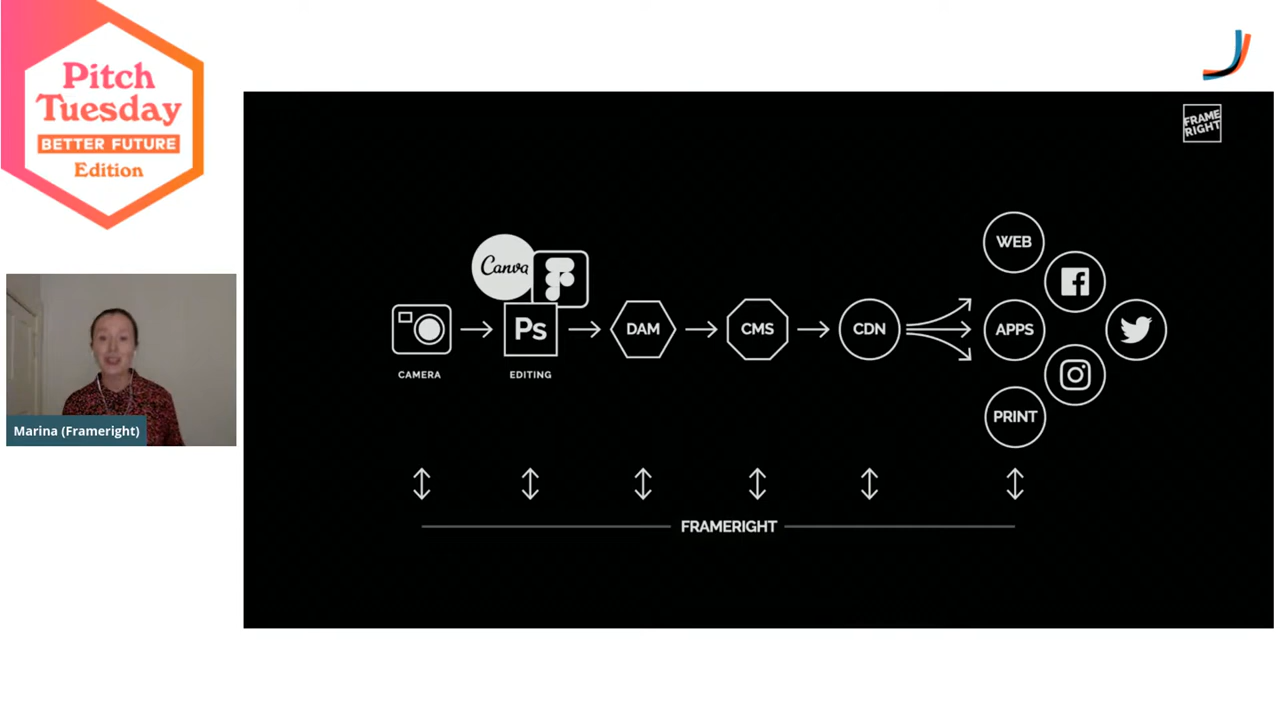 Pitch
Tuesday
BETTER FUTURE
Edition
FRAME
RIGHT
WEB
Canva
Ps
DAM
CMS
CDN
APPS
CAMERA
EDITING
PRINT
Marina (Frameright)
FRAMERIGHT